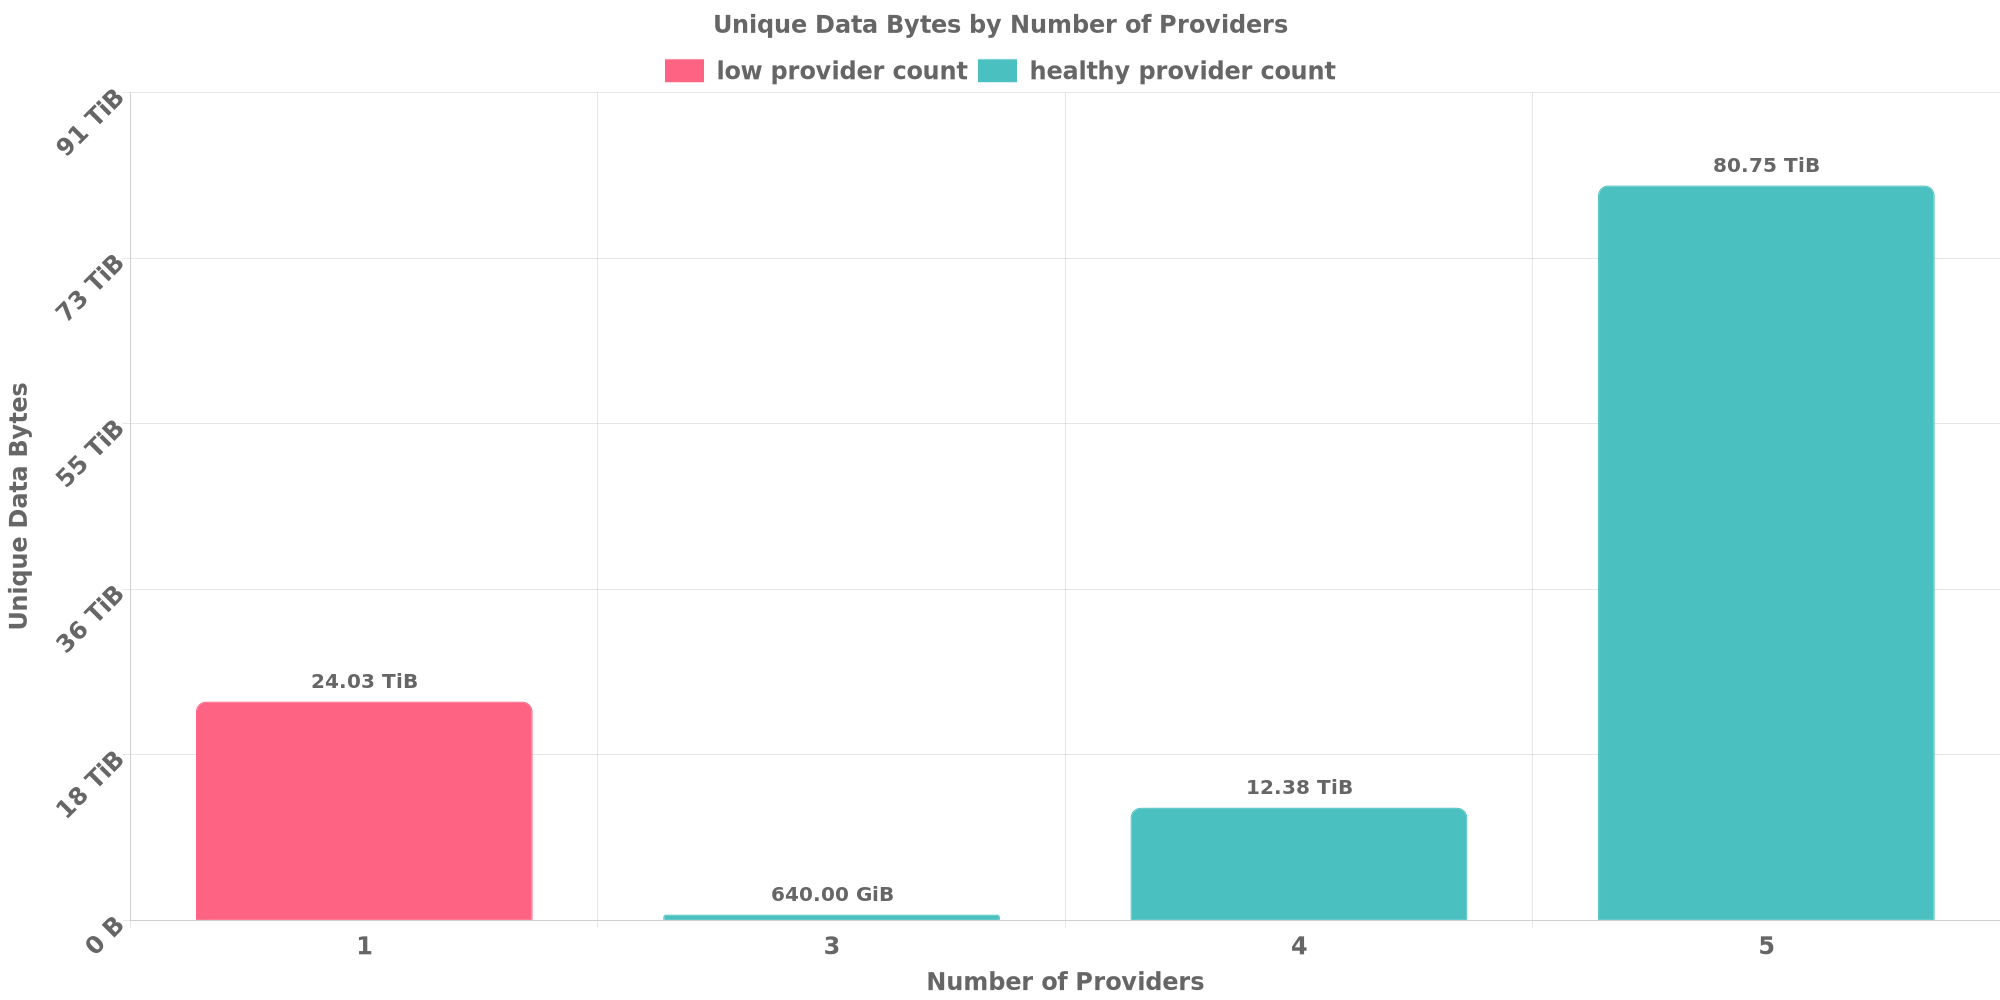 Unique Data Bytes by Number of Providers
low provider count healthy provider count
91 TiB
73 TiB
55 TiB
36 TiB
18 TiB
0 B
Unique Data Bytes
24.03 TiB
640.00 GiB
12.38 TiB
80.75 TiB
1 3 4 5
Number of Providers